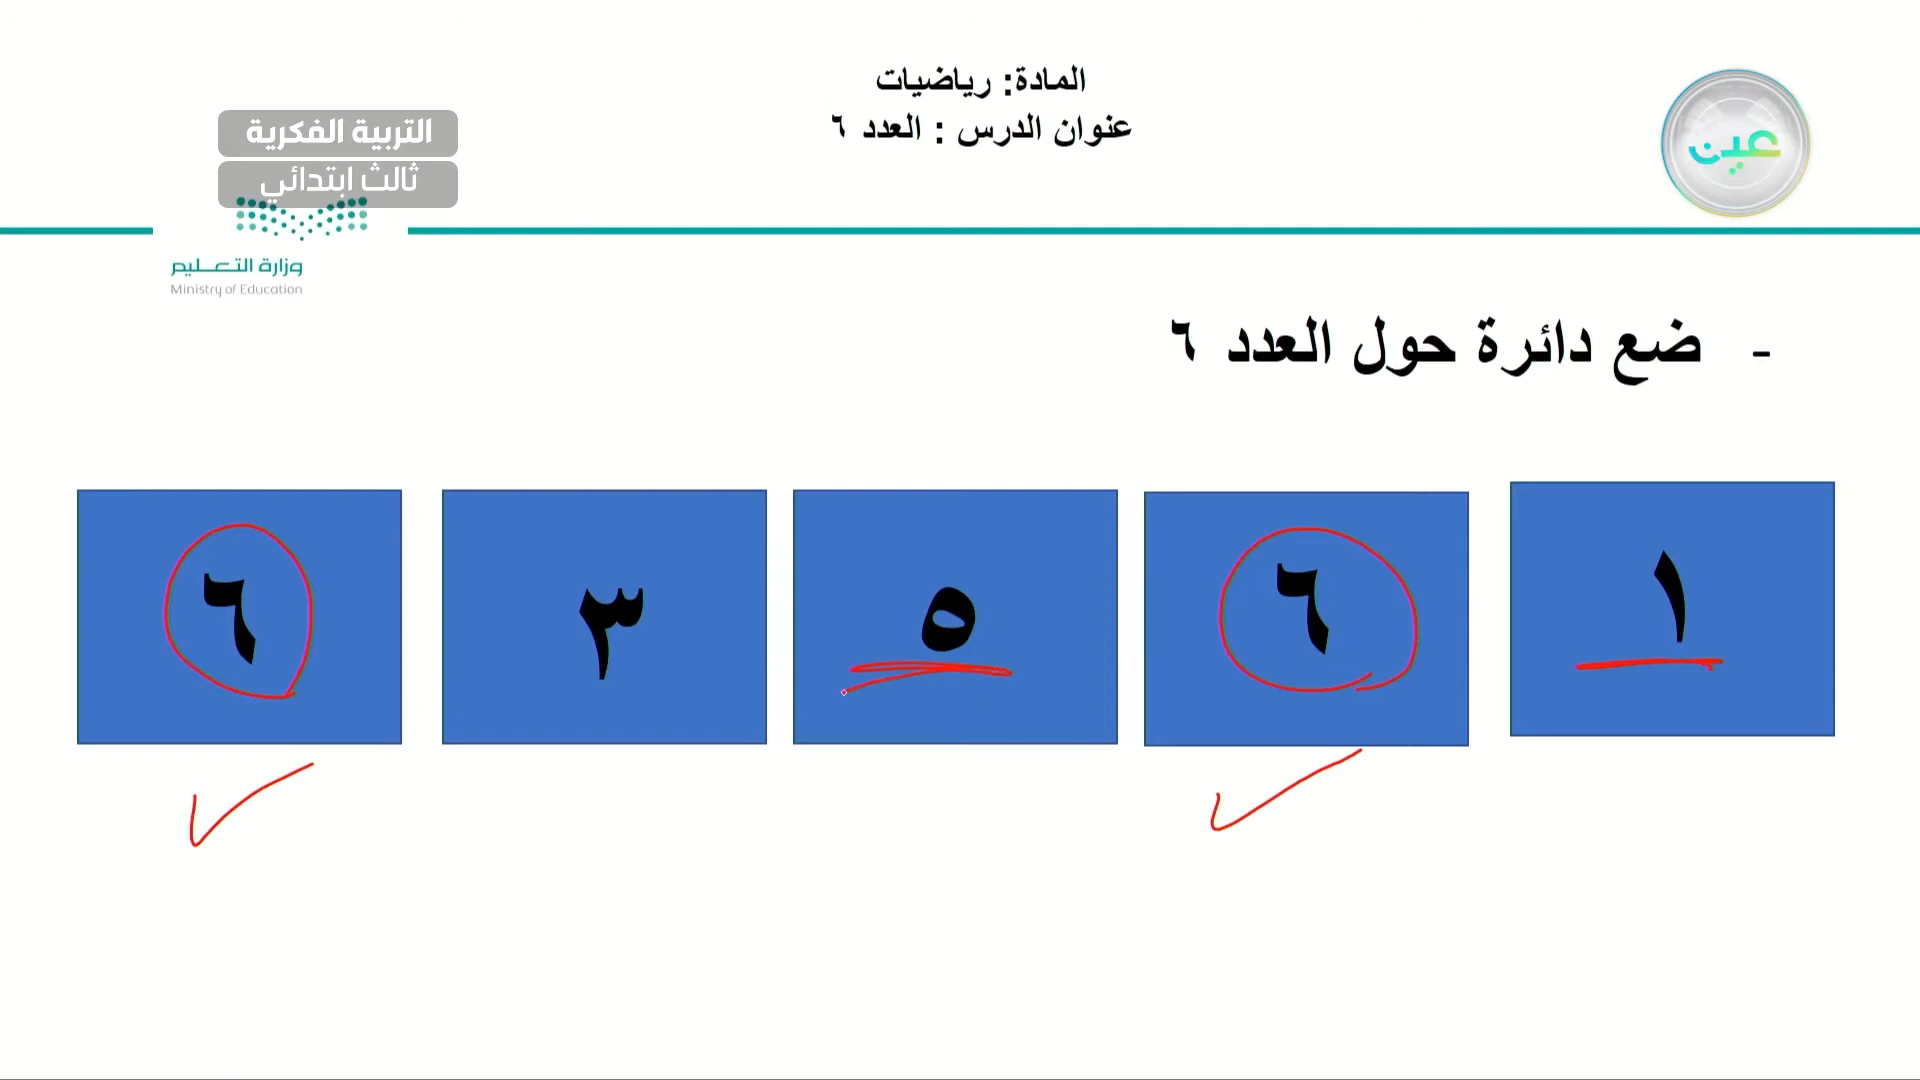 المادة: رياضيات
عنوان الدرس : العدد ٦
عين
التربية الفكرية
ثالث ابتدائي
وزارة التعليم
Ministry of Education
- ضع دائرة حول العدد ٦
١ ٦ ٥ ٣ ٦